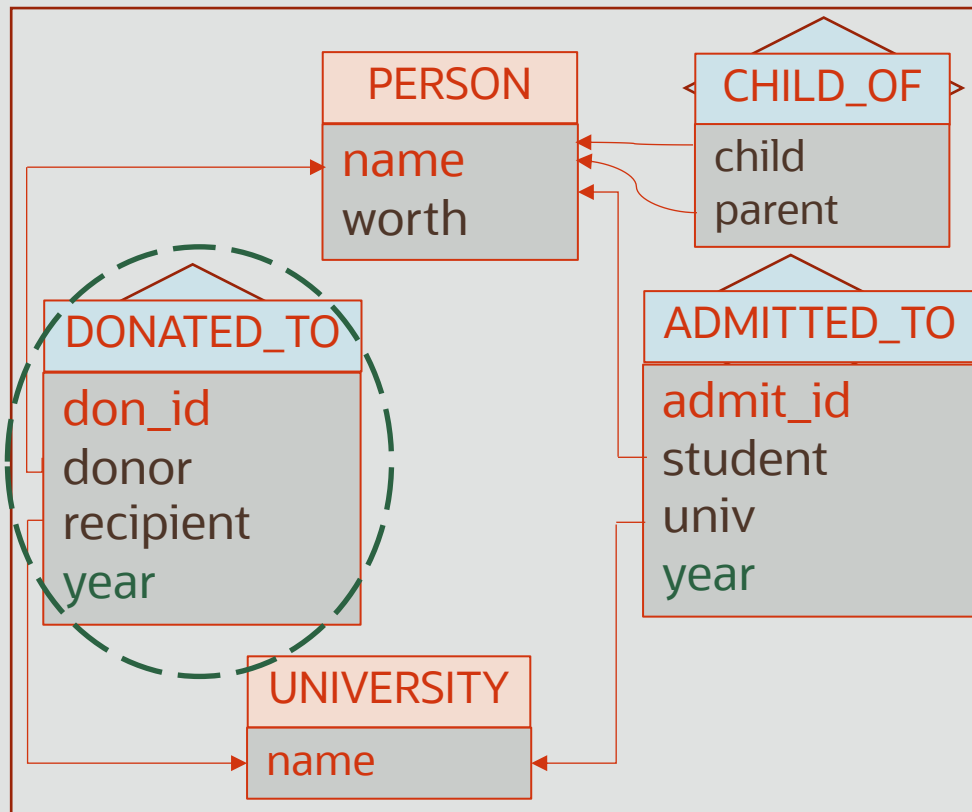 PERSON
name
worth
CHILD_OF
child
parent
DONATED_TO
don_id
donor
recipient
year
ADMITTED_TO
admit_id
student
univ
year
UNIVERSITY
name